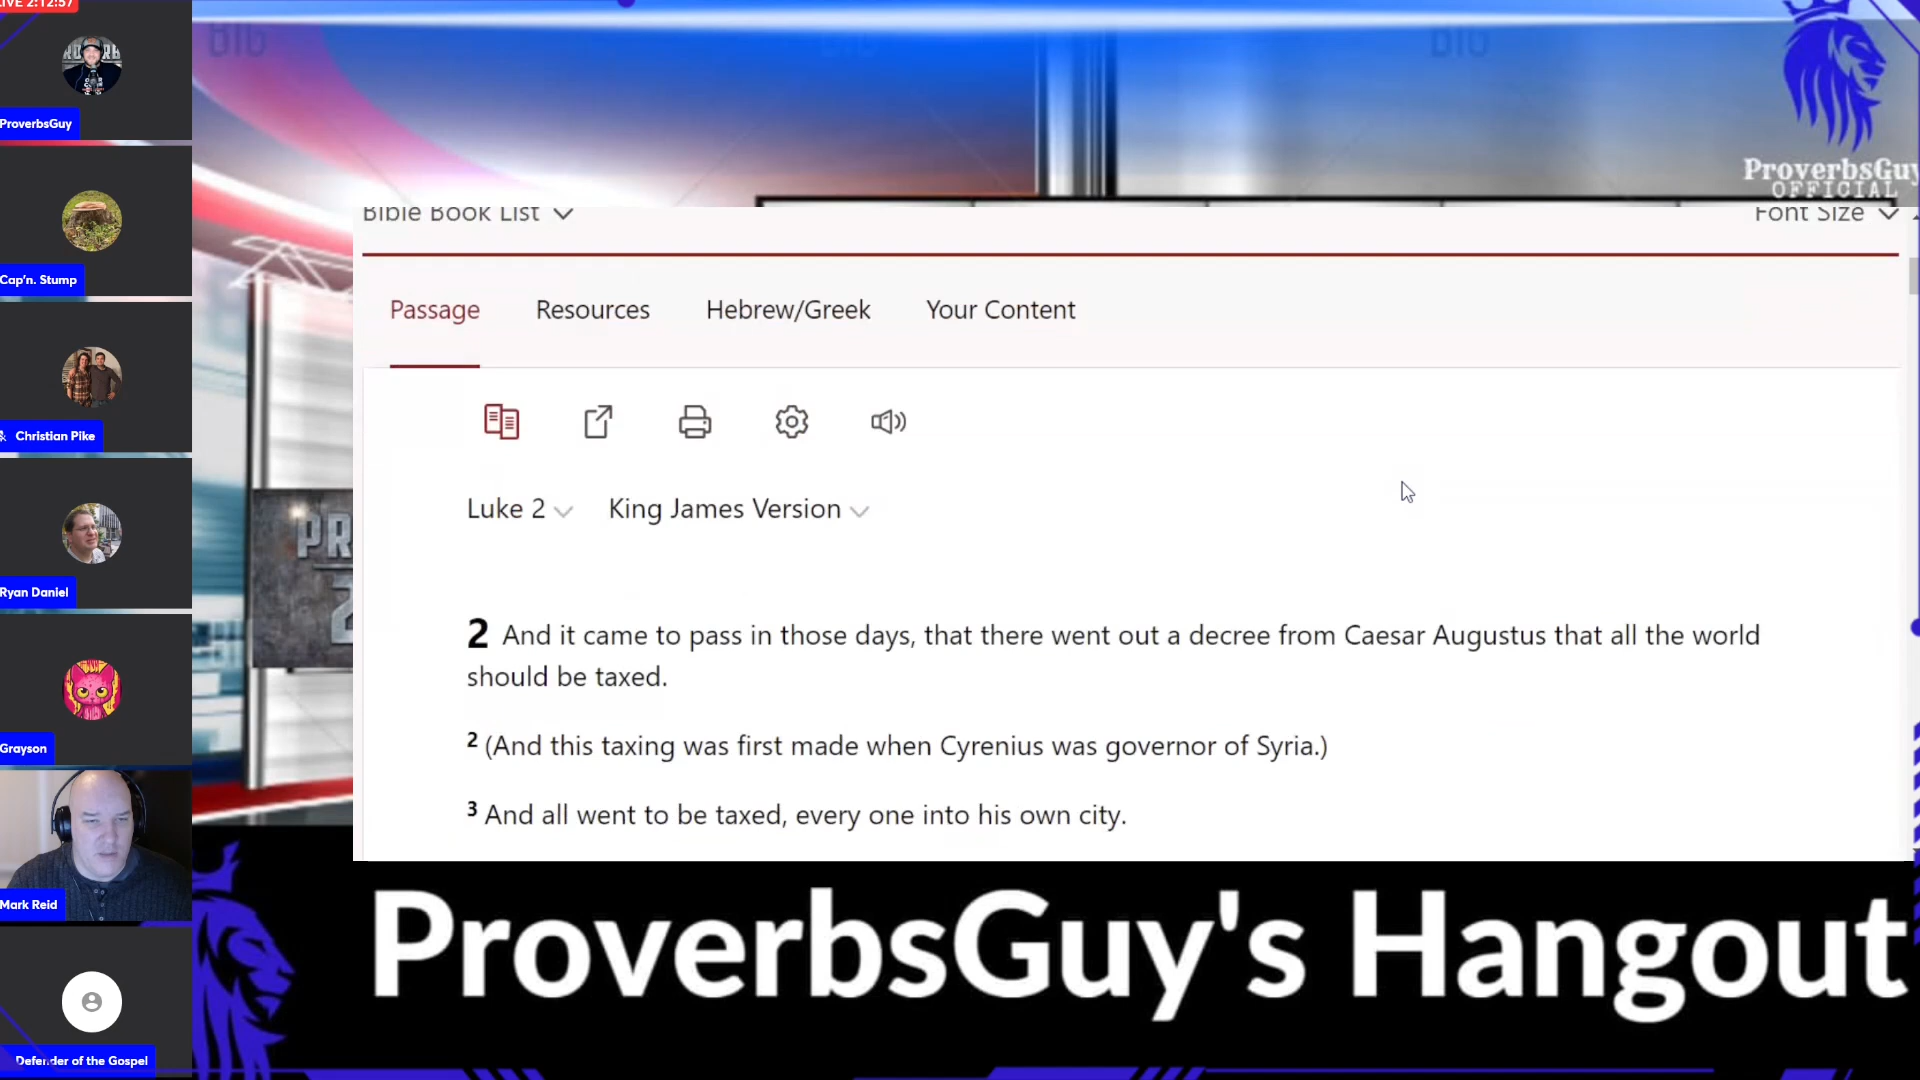 LIVE 2:12:57
ProverbsGuy
Cap'n. Stump
Christian Pike
Ryan Daniel
Grayson
Mark Reid
Defender of the Gospel
BIG
BIG
ProverbsGuy
OFFICIAL
Bible Book List
Font Size
Passage
Resources
Hebrew/Greek
Your Content
Luke 2
King James Version
2 And it came to pass in those days, that there went out a decree from Caesar Augustus that all the world
should be taxed.
2 (And this taxing was first made when Cyrenius was governor of Syria.)
3 And all went to be taxed, every one into his own city.
PR
2
ProverbsGuy's Hangout